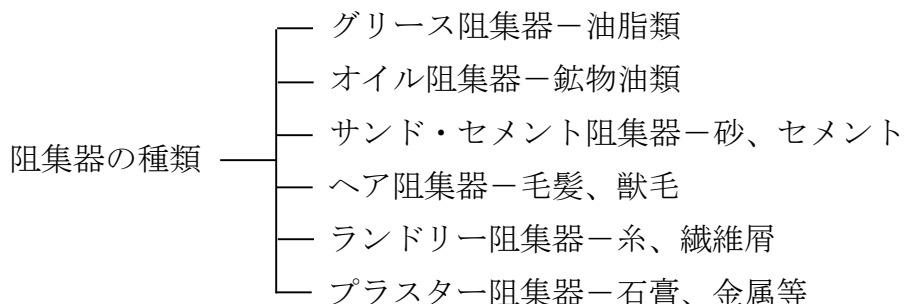 グリース阻集器－油脂類
オイル阻集器－鉱物油類
サンド・セメント阻集器－砂、セメント
阻集器の種類
ヘア阻集器－毛髪、獣毛
ランドリー阻集器－糸、繊維屑
プラスター阻集器－石膏、金属等